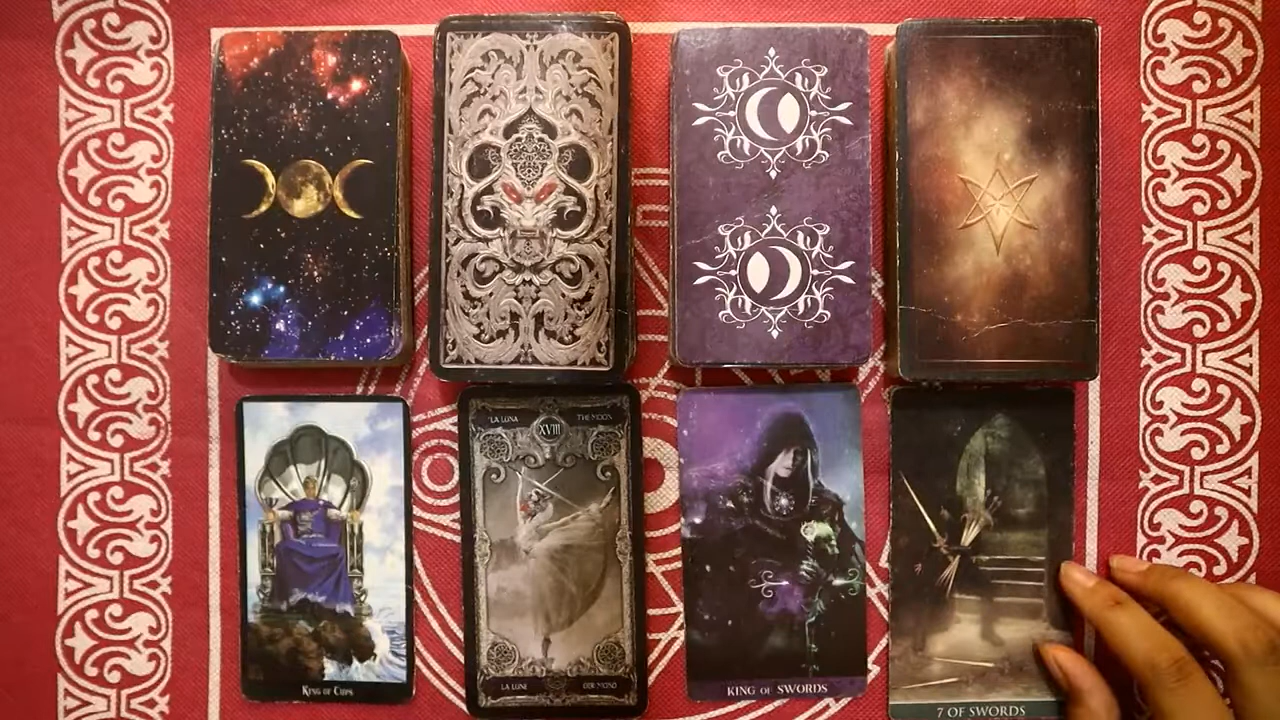 KING OF CUPS
LA LUNA
XVIII
THE MOON
LA LUNE
DER MOND
KING OF SWORDS
7 OF SWORDS